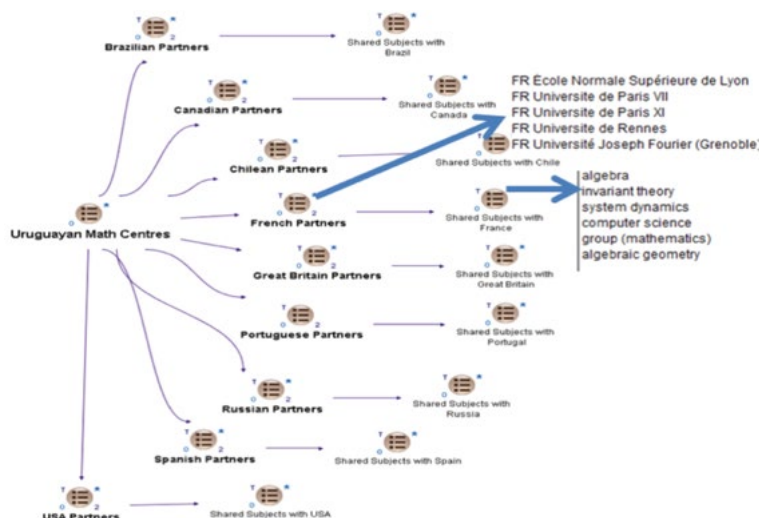 Brazilian Partners
Shared Subjects with
Brazil
FR École Normale Supérieure de Lyon
FR Universite de Paris VII
FR Universite de Paris XI
FR Universite de Rennes
FR Université Joseph Fourier (Grenoble)
Canadian Partners
Shared Subjects with
Canada
Chilean Partners
Shared Subjects with Chile
algebra
invariant theory
system dynamics
computer science
group (mathematics)
algebraic geometry
Uruguayan Math Centres
French Partners
Shared Subjects with
France
Great Britain Partners
Shared Subjects with
Great Britain
Portuguese Partners
Shared Subjects with
Portugal
Russian Partners
Shared Subjects with
Russia
Spanish Partners
Shared Subjects with Spain
USA Partners
Shared Subjects with USA